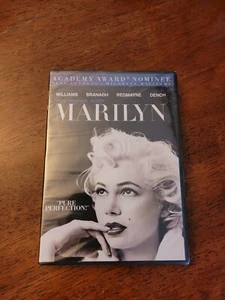 ACADEMY AWARD® NOMINEE
WILLIAMS BRANAGH REDMAYNE DENCH
MARILYN
"PURE
PERFECTION!"